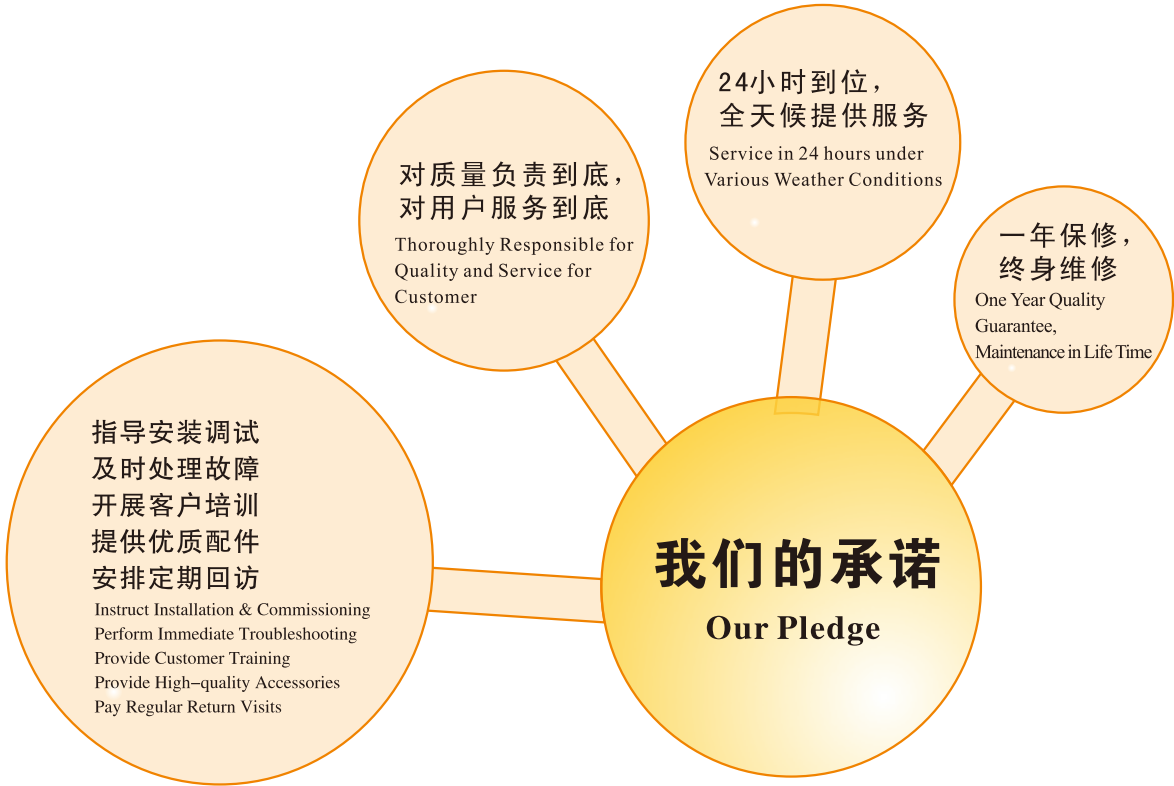 24小时到位，
全天候提供服务
Service in 24 hours under
Various Weather Conditions
对质量负责到底，
对用户服务到底
Thoroughly Responsible for
Quality and Service for
Customer
一年保修，
终身维修
One Year Quality
Guarantee,
Maintenance in Life Time
指导安装调试
及时处理故障
开展客户培训
提供优质配件
安排定期回访
Instruct Installation & Commissioning
Perform Immediate Troubleshooting
Provide Customer Training
Provide High-quality Accessories
Pay Regular Return Visits
我们的承诺
Our Pledge